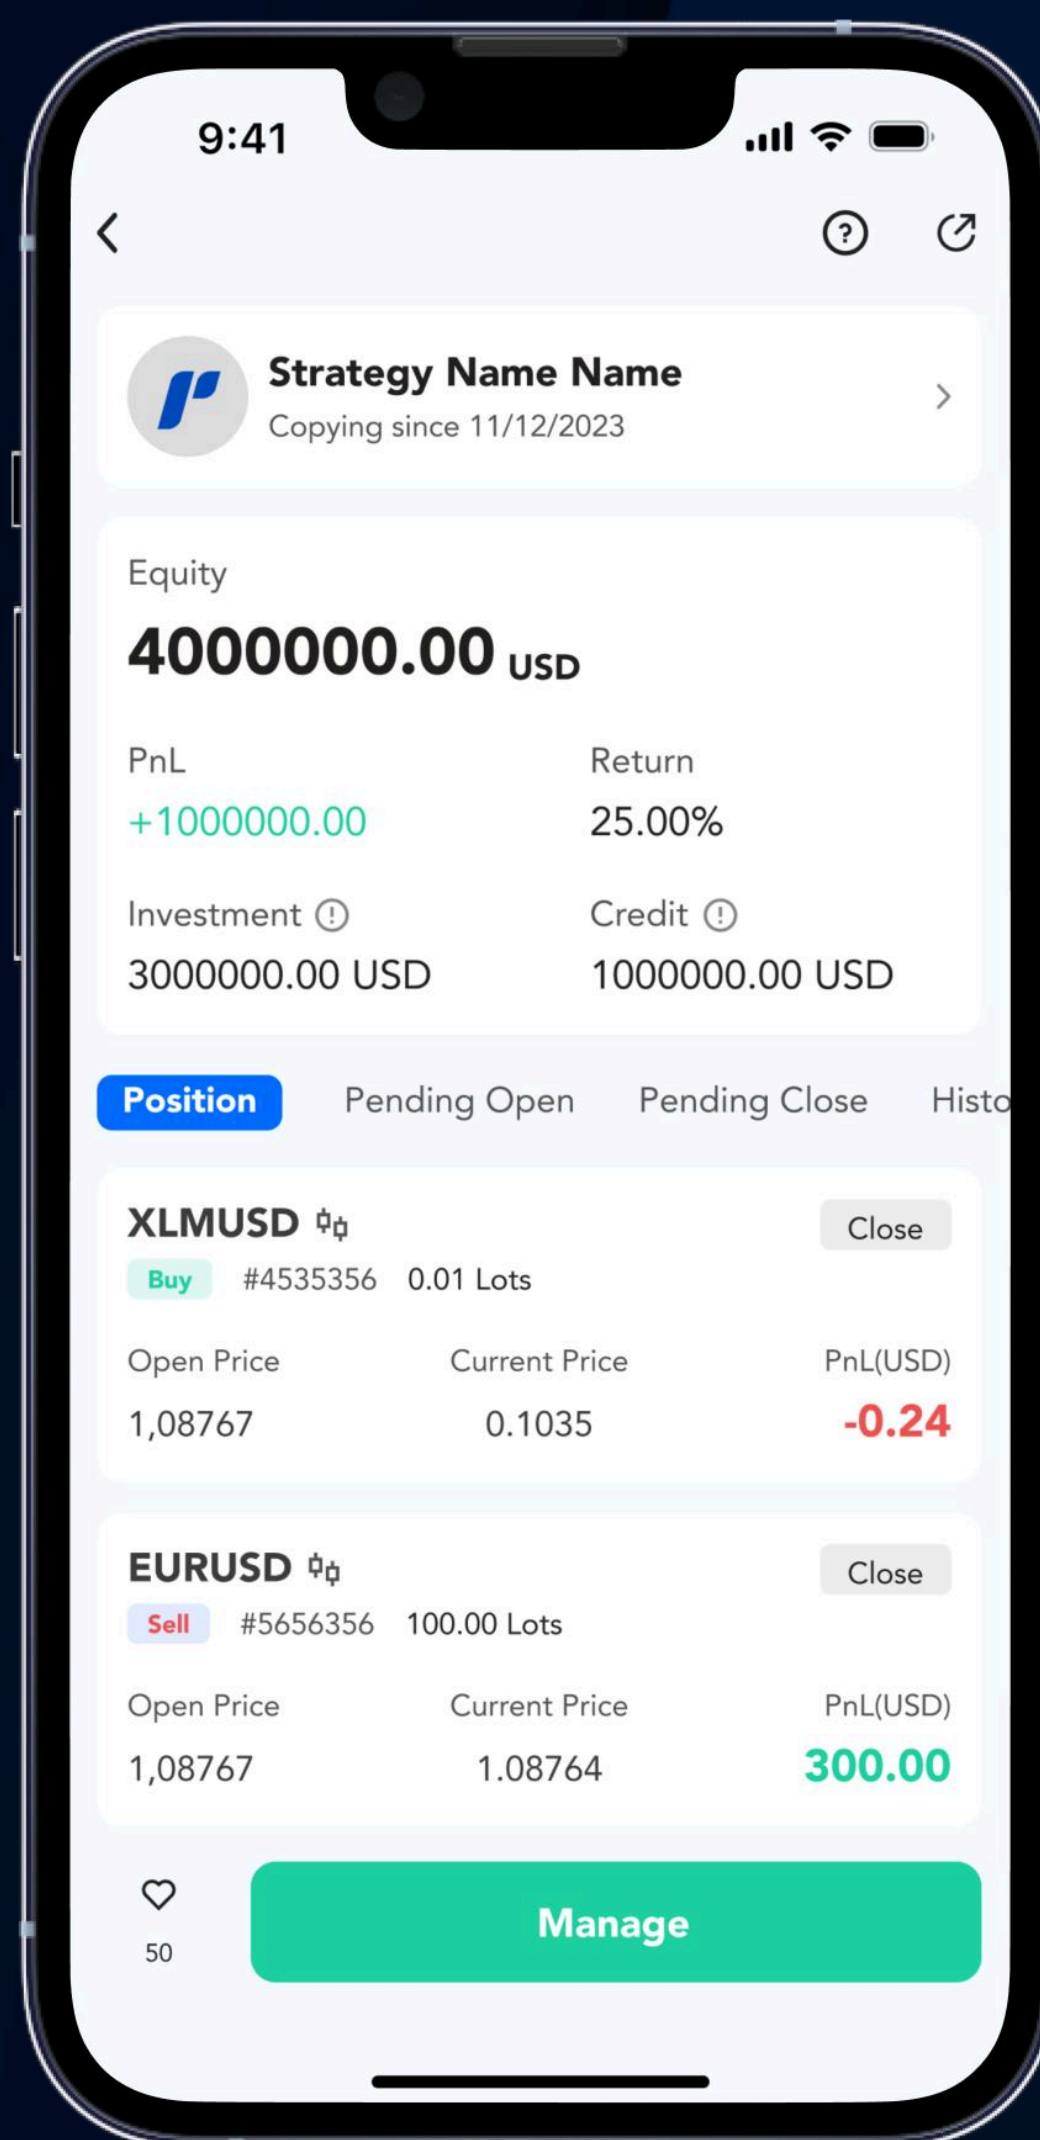 9:41
Strategy Name Name
Copying since 11/12/2023
Equity
4000000.00 USD
PnL Return
+1000000.00 25.00%
Investment Credit
3000000.00 USD 1000000.00 USD
Position Pending Open Pending Close Histo
XLMUSD Close
Buy #4535356 0.01 Lots
Open Price Current Price PnL(USD)
1,08767 0.1035 -0.24
EURUSD Close
Sell #5656356 100.00 Lots
Open Price Current Price PnL(USD)
1,08767 1.08764 300.00
50 Manage